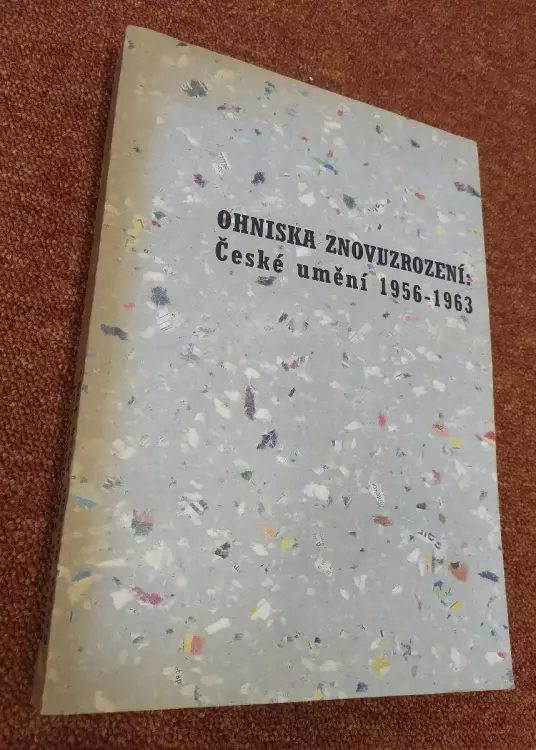 OHNISKA ZNOVUZROZENÍ:
České umění 1956-1963